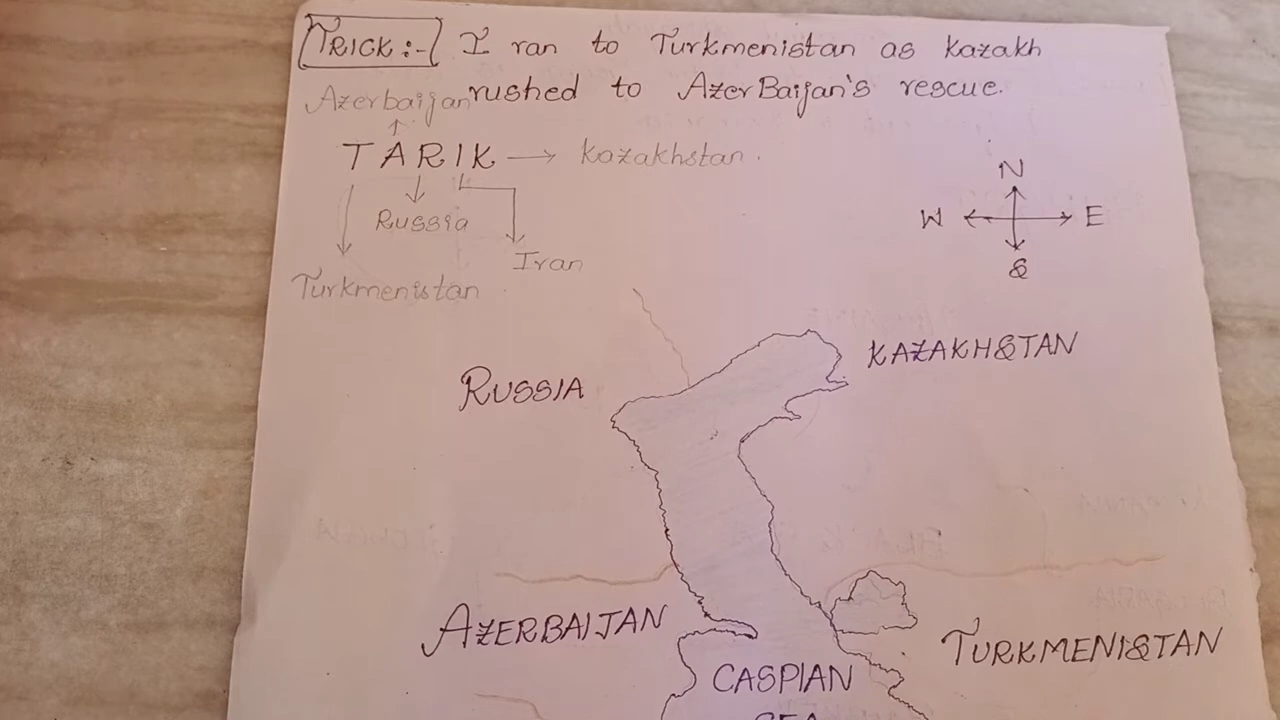 TRICK :- I ran to Turkmenistan as Kazakh
rushed to AzerBaijan's rescue.
Azerbaijan
TARIK → Kazakhstan.
Russia
Iran
Turkmenistan
N
W E
S
KAZAKHSTAN
RUSSIA
AZERBAIJAN
TURKMENISTAN
CASPIAN
SEA